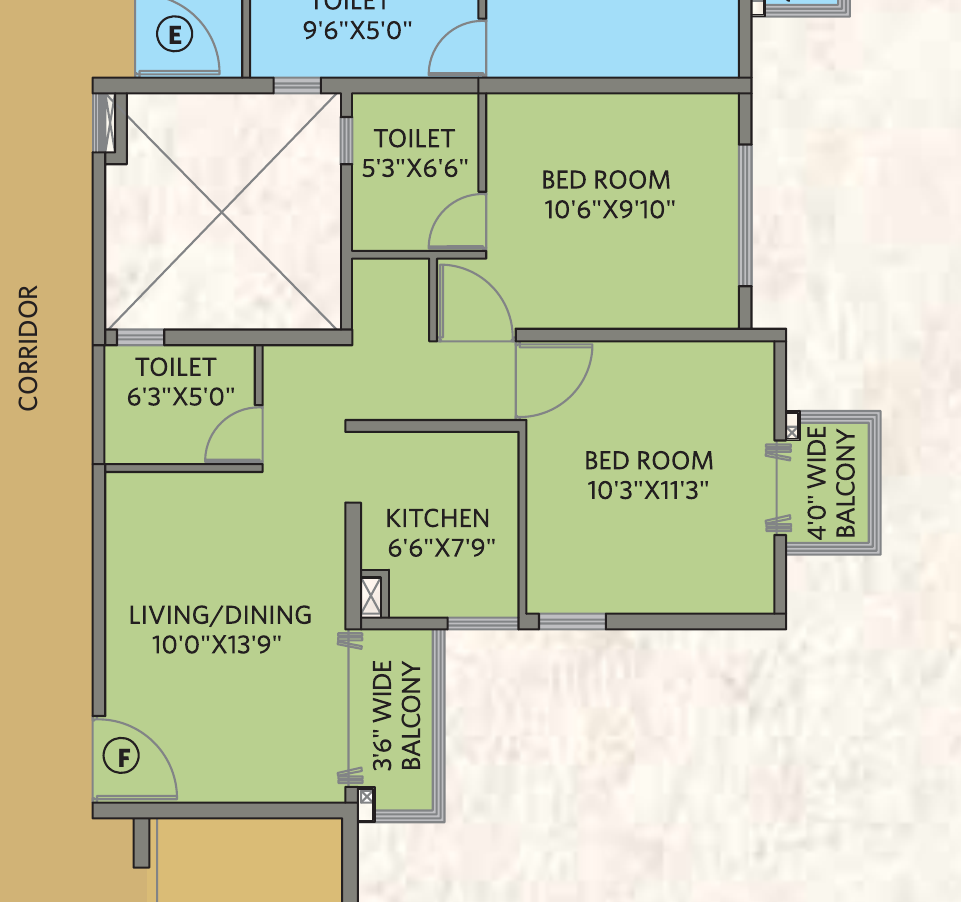 TOILET
9'6"X5'0"
E
TOILET
5'3"X6'6"
BED ROOM
10'6"X9'10"
CORRIDOR
TOILET
6'3"X5'0"
BED ROOM
10'3"X11'3"
4'0" WIDE
BALCONY
KITCHEN
6'6"X7'9"
LIVING/DINING
10'0"X13'9"
3'6" WIDE
BALCONY
F